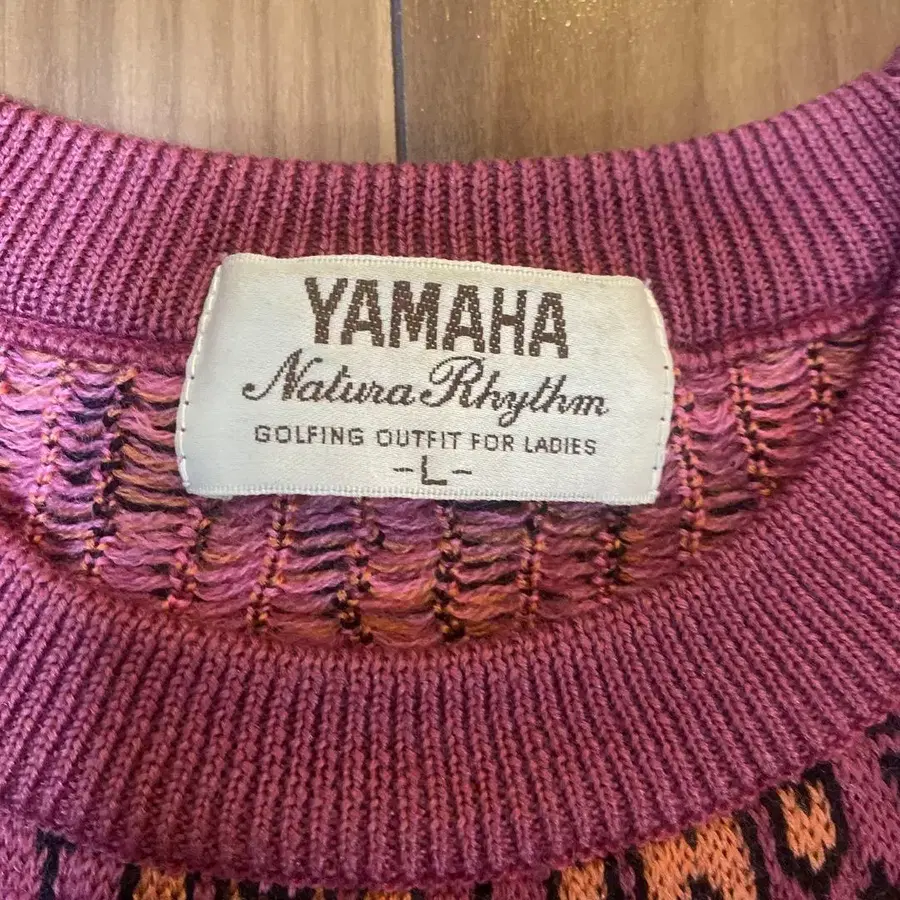 YAMAHA
Natura Rhythm
GOLFING OUTFIT FOR LADIES
-L-